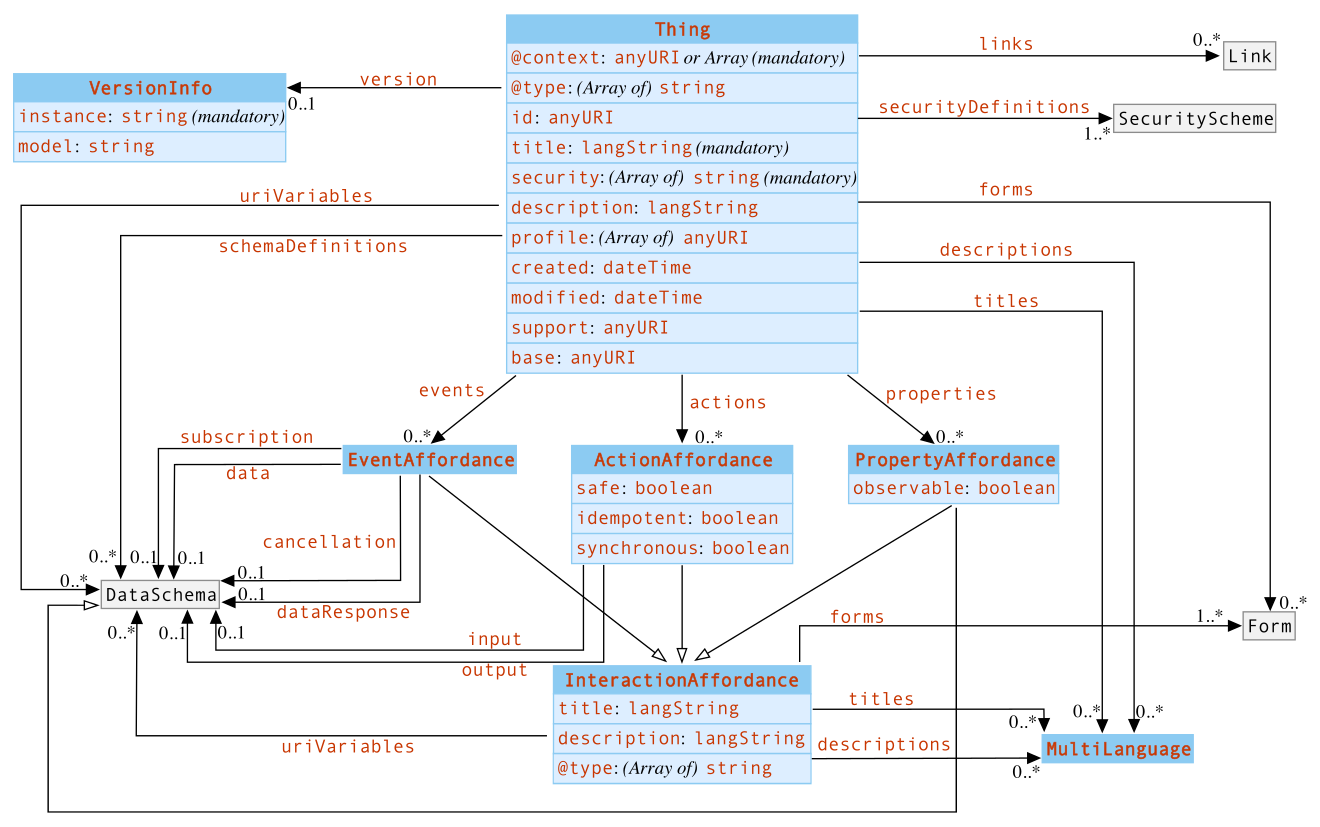 Thing
@context: anyURI or Array (mandatory)
@type: (Array of) string
id: anyURI
title: langString (mandatory)
security: (Array of) string (mandatory)
description: langString
profile: (Array of) anyURI
created: dateTime
modified: dateTime
support: anyURI
base: anyURI
links
0..*
Link
version
0..1
VersionInfo
instance: string (mandatory)
model: string
securityDefinitions
1..*
SecurityScheme
uriVariables
schemaDefinitions
forms
descriptions
titles
events
0..*
actions
0..*
properties
0..*
subscription
data
EventAffordance
ActionAffordance
safe: boolean
idempotent: boolean
synchronous: boolean
PropertyAffordance
observable: boolean
cancellation
0..*
0..1
0..1
0..1
0..*
0..1
DataSchema
dataResponse
0..*
0..1
0..1
input
output
forms
1..*
0..*
Form
InteractionAffordance
title: langString
description: langString
@type: (Array of) string
uriVariables
titles
0..*
0..*
0..*
descriptions
0..*
MultiLanguage